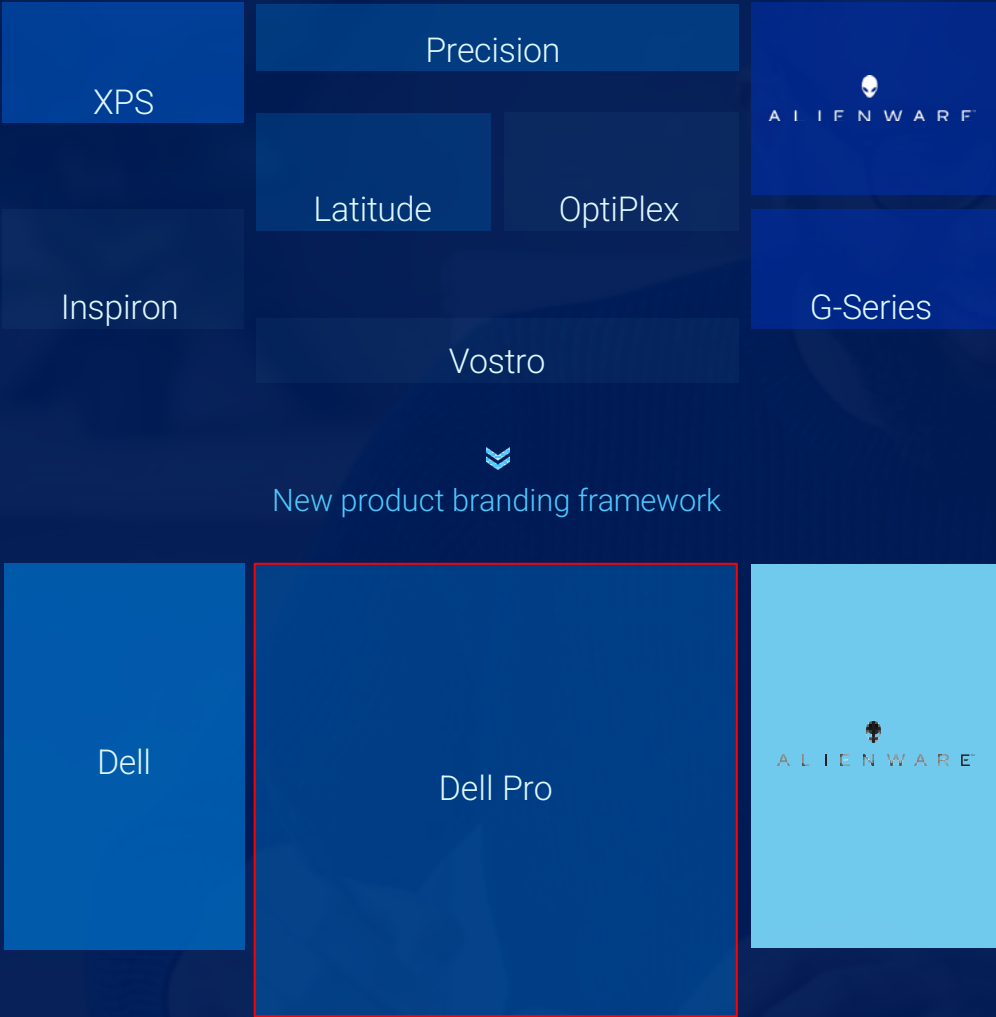 Precision
XPS
ALIENWARE
Latitude
OptiPlex
Inspiron
G-Series
Vostro
New product branding framework
Dell
Dell Pro
ALIENWARE